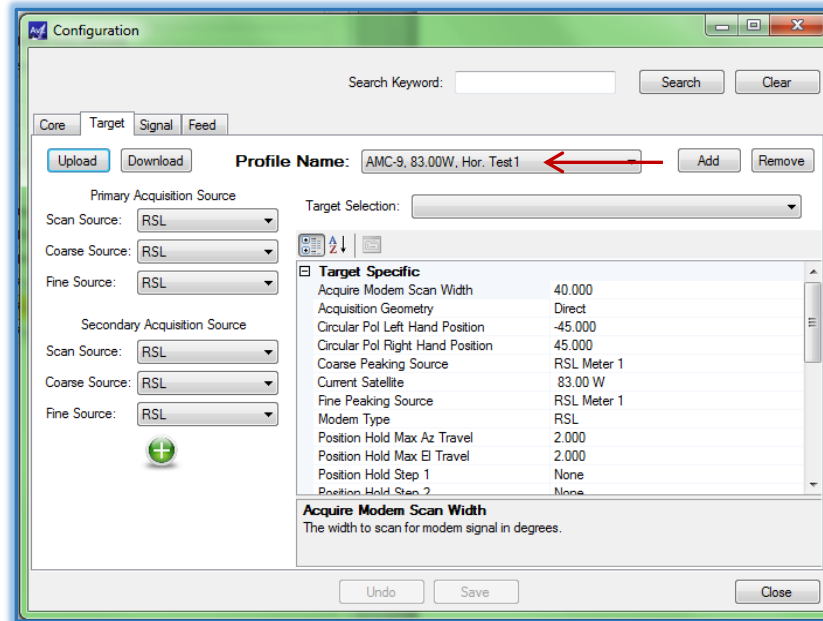 Configuration
Search Keyword: Search Clear
Core Target Signal Feed
Upload Download Profile Name: AMC-9, 83.00W, Hor. Test1 Add Remove
Primary Acquisition Source
Target Selection:
Scan Source: RSL
Coarse Source: RSL
Fine Source: RSL
Secondary Acquisition Source
Scan Source: RSL
Coarse Source: RSL
Fine Source: RSL
Target Specific
Acquire Modem Scan Width 40.000
Acquisition Geometry Direct
Circular Pol Left Hand Position -45.000
Circular Pol Right Hand Position 45.000
Coarse Peaking Source RSL Meter 1
Current Satellite 83.00 W
Fine Peaking Source RSL Meter 1
Modem Type RSL
Position Hold Max Az Travel 2.000
Position Hold Max El Travel 2.000
Position Hold Step 1 None
Position Hold Step 2 None
Acquire Modem Scan Width
The width to scan for modem signal in degrees.
Undo Save Close